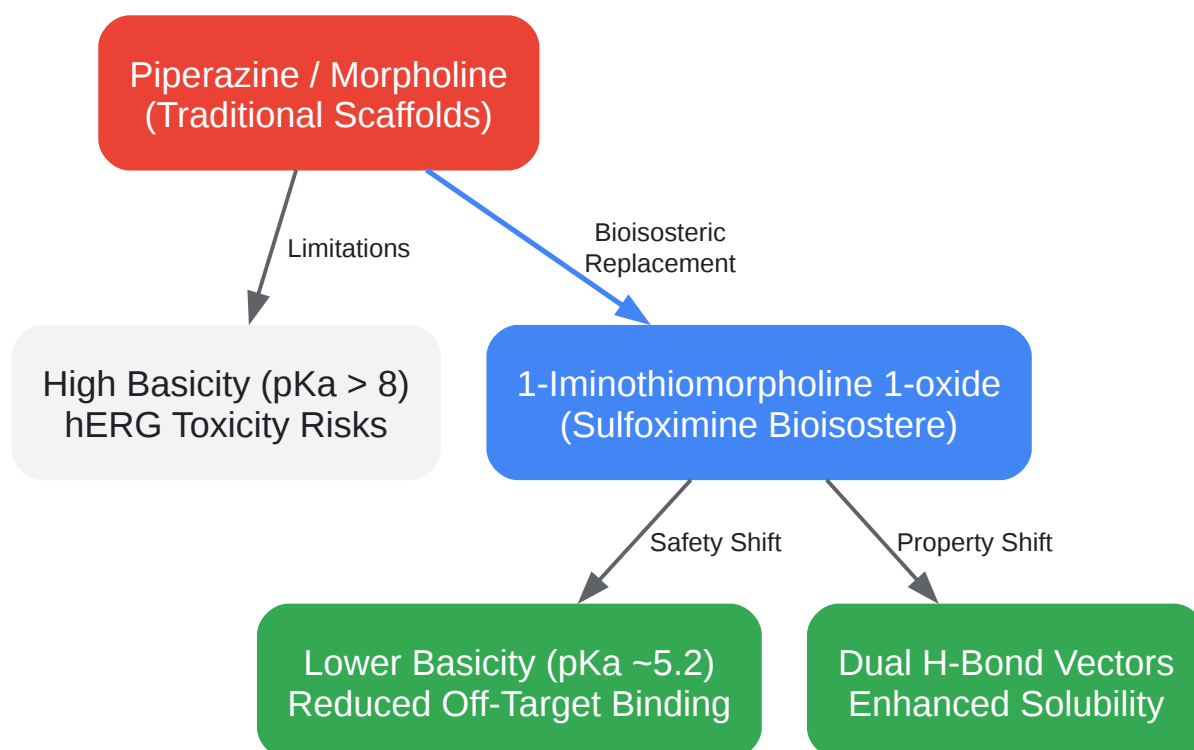 Piperazine / Morpholine
(Traditional Scaffolds)
Limitations
Bioisosteric
Replacement
High Basicity (pKa > 8)
hERG Toxicity Risks
1-Iminothiomorpholine 1-oxide
(Sulfoximine Bioisostere)
Safety Shift
Property Shift
Lower Basicity (pKa ~5.2)
Reduced Off-Target Binding
Dual H-Bond Vectors
Enhanced Solubility